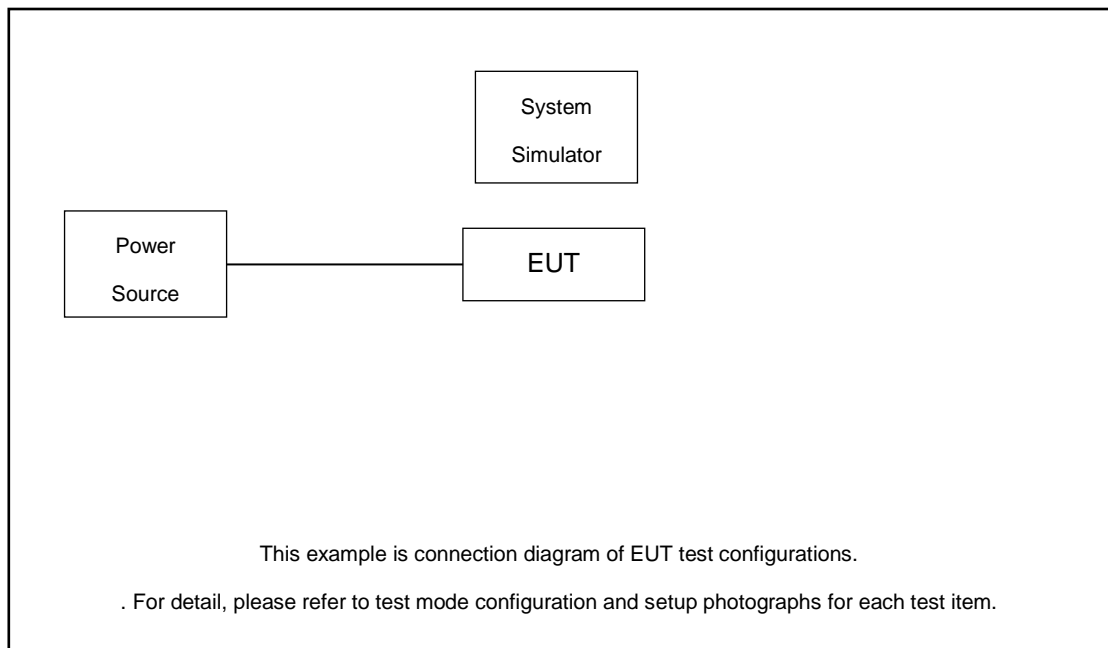 System
Simulator
Power
Source
EUT
This example is connection diagram of EUT test configurations.
. For detail, please refer to test mode configuration and setup photographs for each test item.